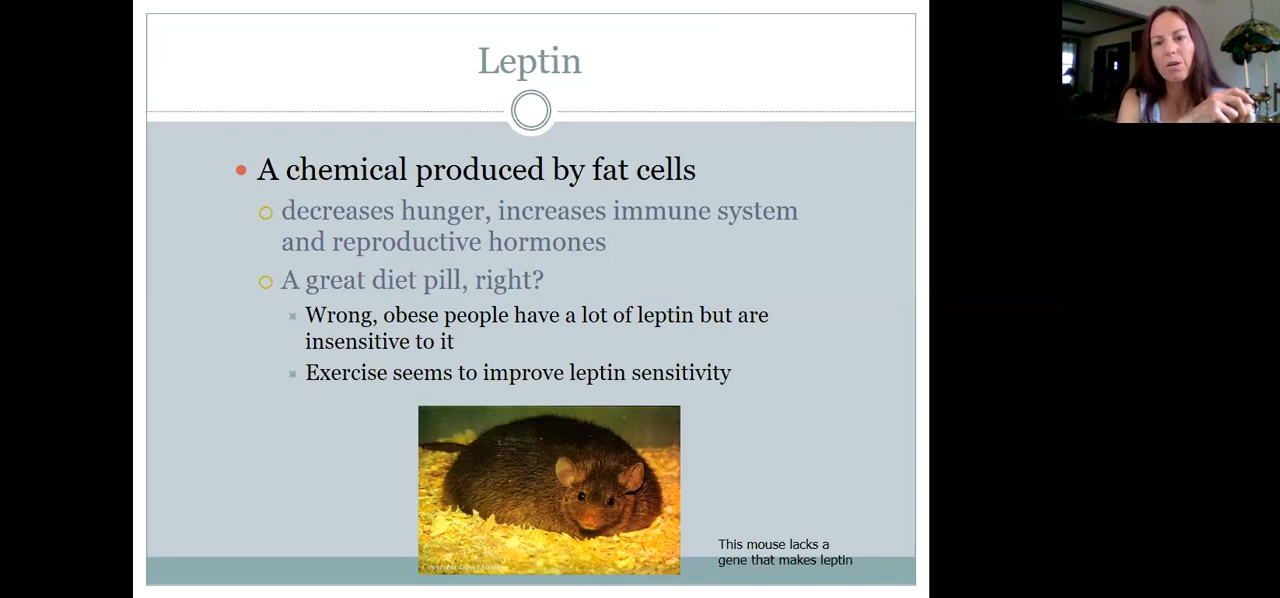 Leptin
A chemical produced by fat cells
decreases hunger, increases immune system
and reproductive hormones
A great diet pill, right?
Wrong, obese people have a lot of leptin but are
insensitive to it
Exercise seems to improve leptin sensitivity
This mouse lacks a
gene that makes leptin